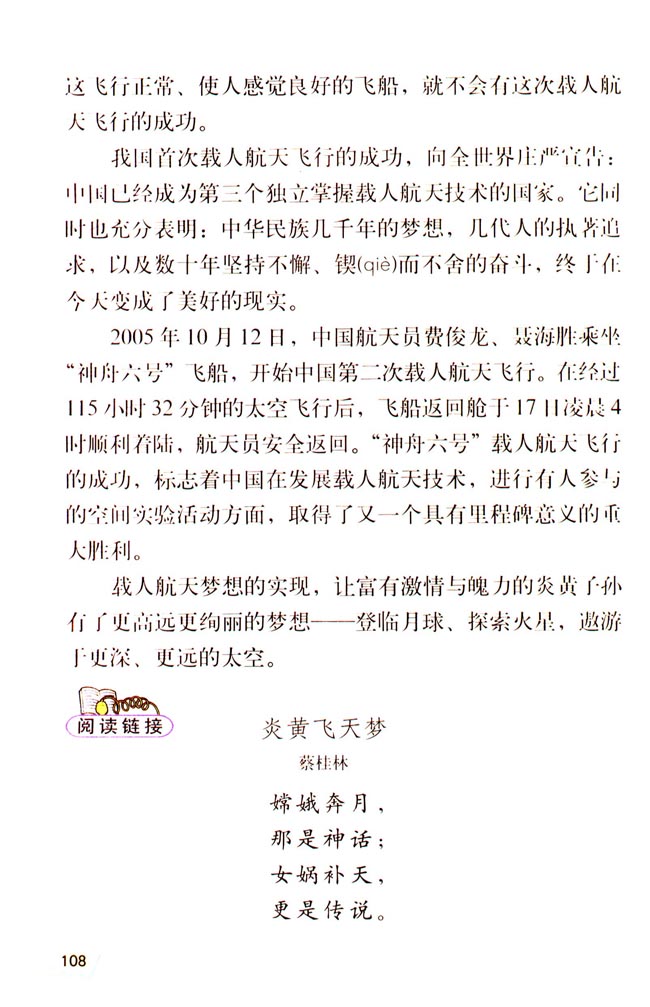 这飞行正常、使人感觉良好的飞船，就不会有这次载人航
天飞行的成功。
我国首次载人航天飞行的成功，向全世界庄严宣告：
中国已经成为第三个独立掌握载人航天技术的国家。它同
时也充分表明：中华民族几千年的梦想，几代人的执著追
求，以及数十年坚持不懈、锲(qiè)而不舍的奋斗，终于在
今天变成了美好的现实。
2005 年 10 月 12 日，中国航天员费俊龙、聂海胜乘坐
“神舟六号”飞船，开始中国第二次载人航天飞行。在经过
115 小时 32 分钟的太空飞行后，飞船返回舱于 17 日凌晨 4
时顺利着陆，航天员安全返回。“神舟六号”载人航天飞行
的成功，标志着中国在发展载人航天技术，进行有人参与
的空间实验活动方面，取得了又一个具有里程碑意义的重
大胜利。
载人航天梦想的实现，让富有激情与魄力的炎黄子孙
有了更高远更绚丽的梦想——登临月球、探索火星，遨游
于更深、更远的太空。
阅读链接
炎黄飞天梦
蔡桂林
嫦娥奔月，
那是神话；
女娲补天，
更是传说。
108